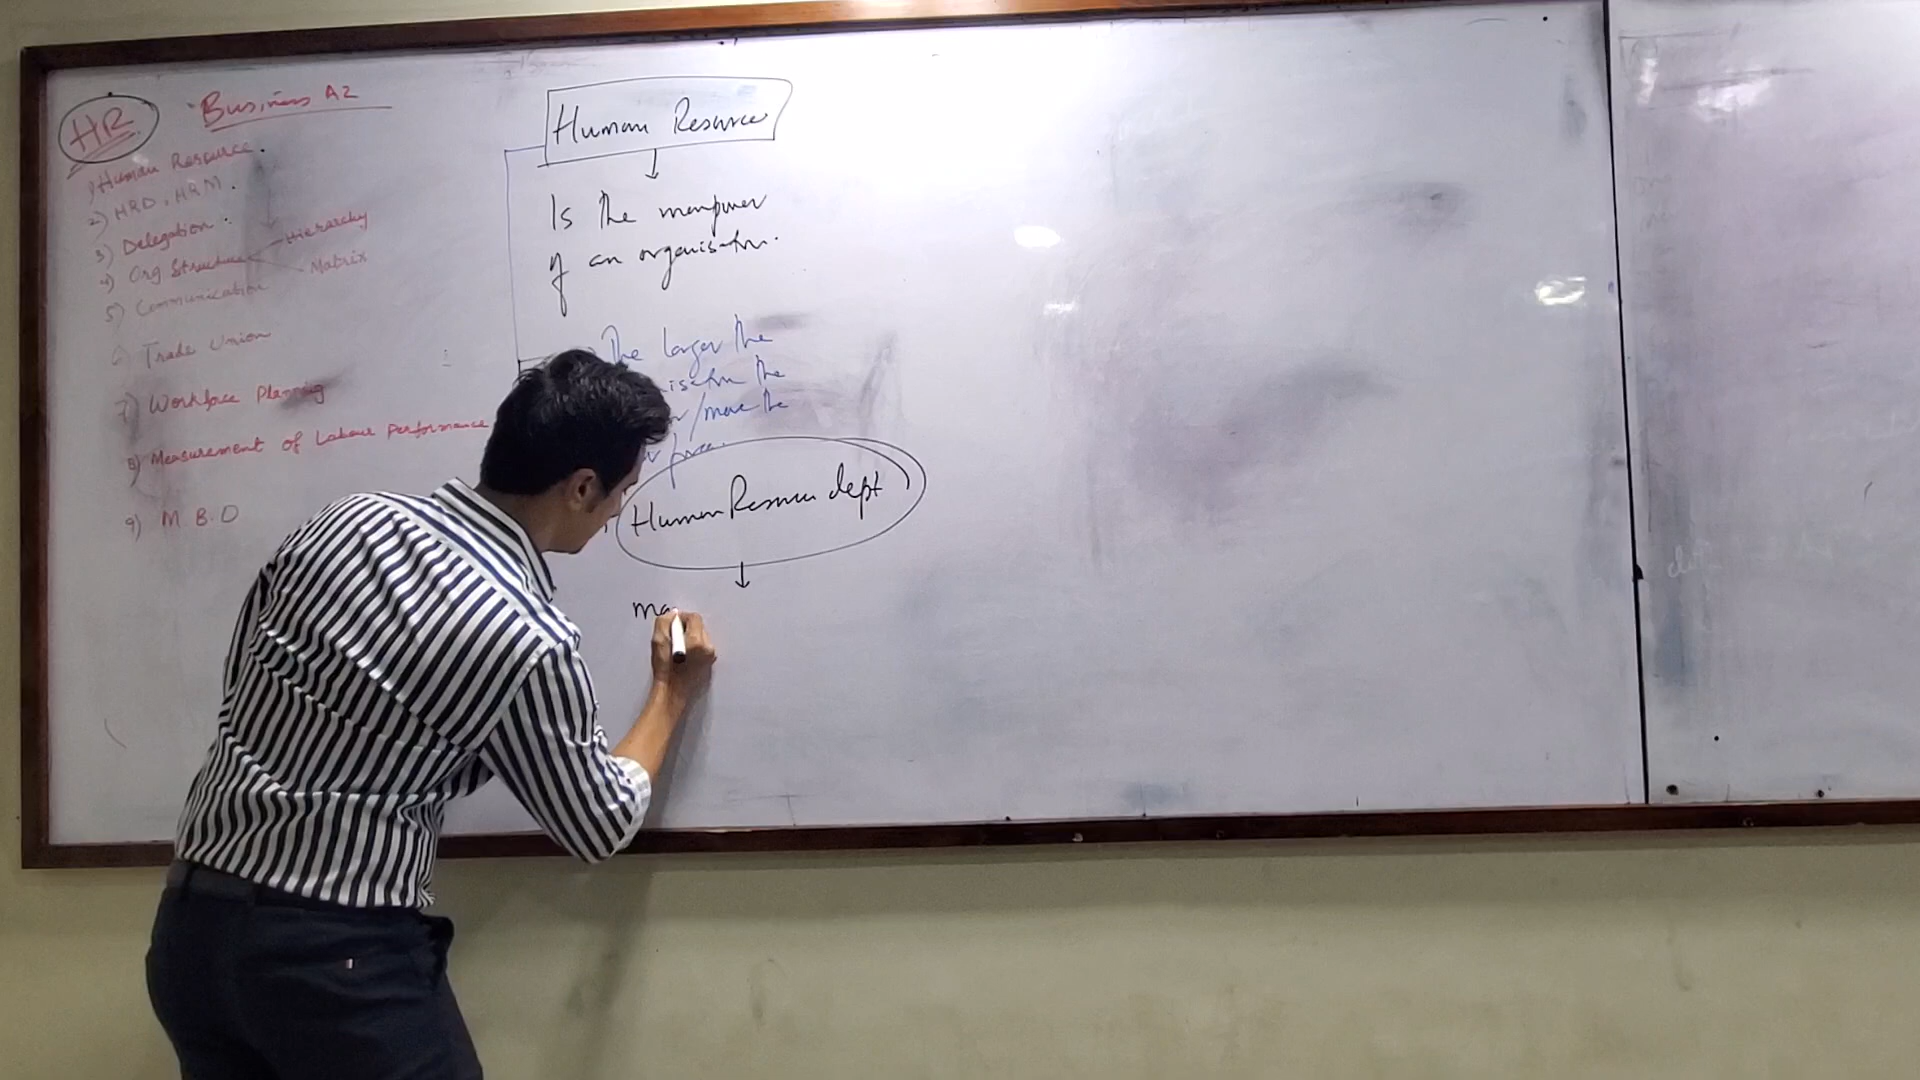 HR
Business A2
1) Human Resource.
2) HRD, HRM.
3) Delegation.
4) Org Structure
Hierarchy
Matrix
5) Communication
6) Trade Union
7) Workforce Planning
8) Measurement of Labour Performance
9) M.B.O
Human Resource
Is the manpower
of an organisation.
The larger the
the
/more the
Human Resource dept
ma